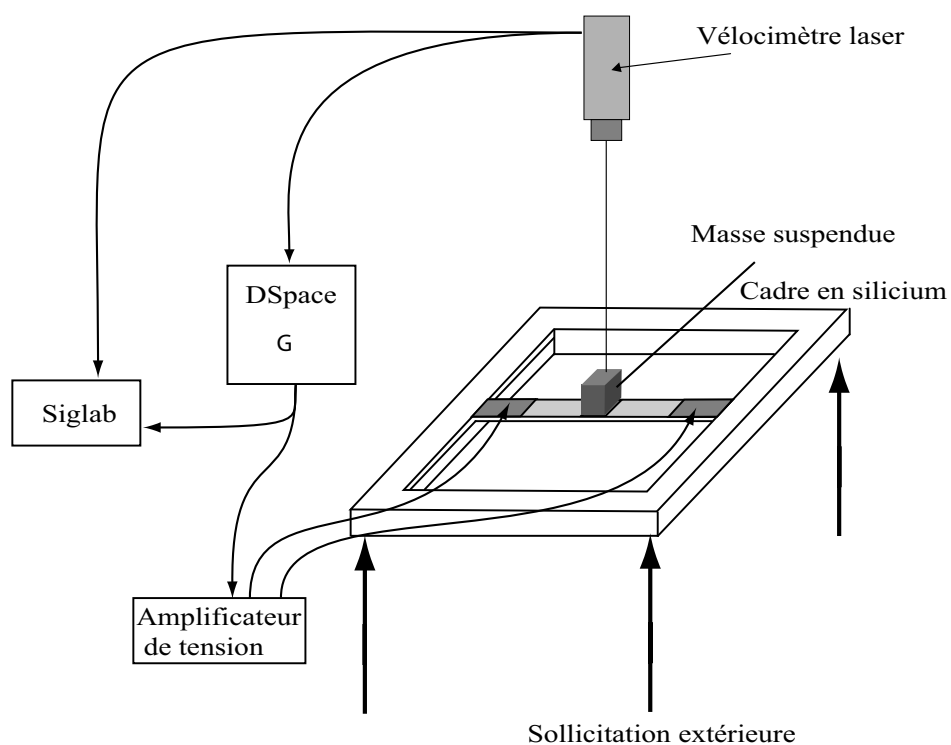 Vélocimètre laser
Masse suspendue
Cadre en silicium
DSpace
G
Siglab
Amplificateur
de tension
Sollicitation extérieure